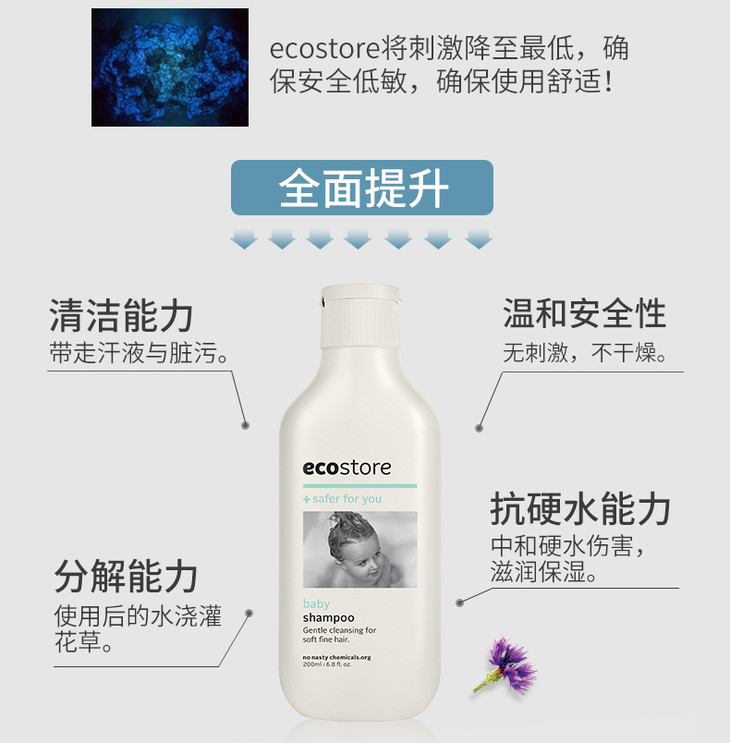 ecostore将刺激降至最低，确
保安全低敏，确保使用舒适！
全面提升
清洁能力
带走汗液与脏污。
温和安全性
无刺激，不干燥。
抗硬水能力
中和硬水伤害，
滋润保湿。
分解能力
使用后的水浇灌
花草。
ecostore
+ safer for you
baby
shampoo
Gentle cleansing for
soft fine hair.
no nasty chemicals.org
200ml / 6.8 fl. oz.